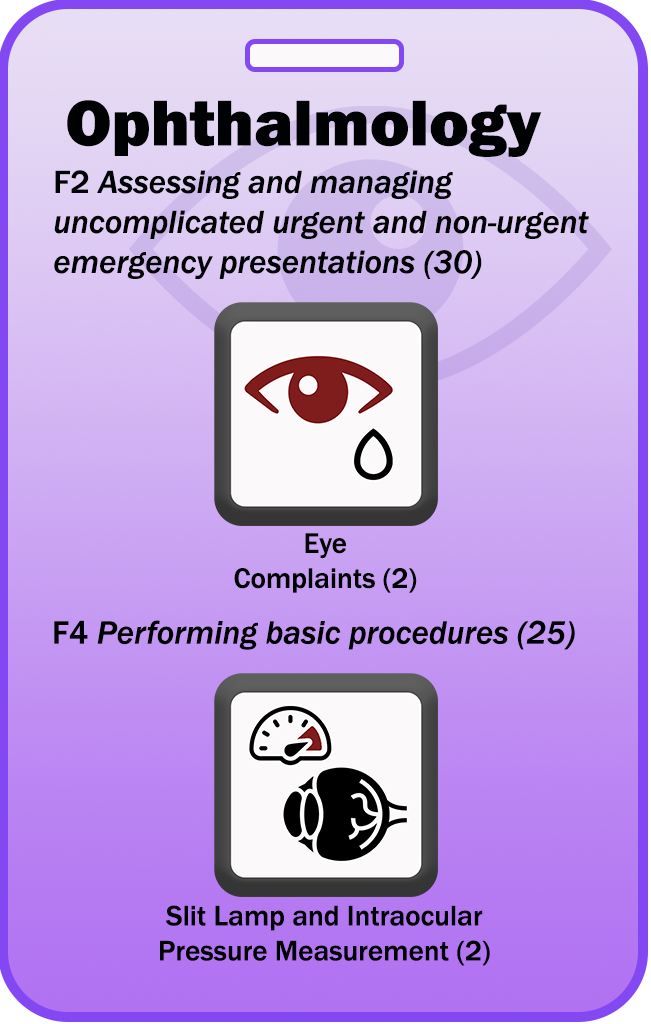 Ophthalmology
F2 Assessing and managing
uncomplicated urgent and non-urgent
emergency presentations (30)
Eye
Complaints (2)
F4 Performing basic procedures (25)
Slit Lamp and Intraocular
Pressure Measurement (2)